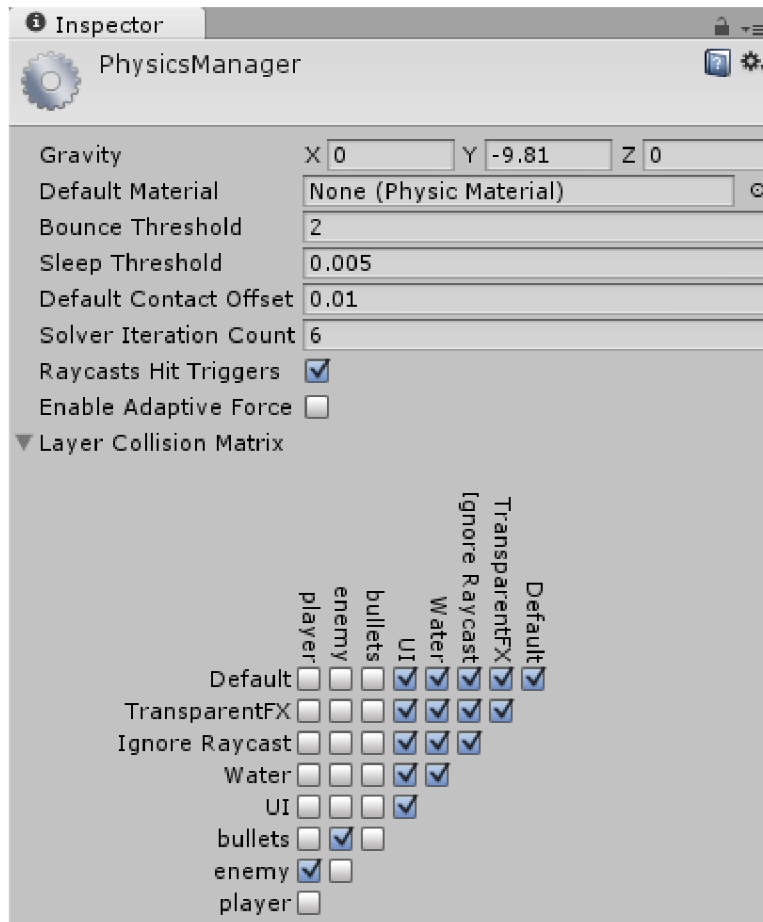 Inspector
PhysicsManager
Gravity X 0 Y -9.81 Z 0
Default Material None (Physic Material)
Bounce Threshold 2
Sleep Threshold 0.005
Default Contact Offset 0.01
Solver Iteration Count 6
Raycasts Hit Triggers
Enable Adaptive Force
Layer Collision Matrix
player
enemy
bullets
UI
Water
Ignore Raycast
TransparentFX
Default
Default
TransparentFX
Ignore Raycast
Water
UI
bullets
enemy
player